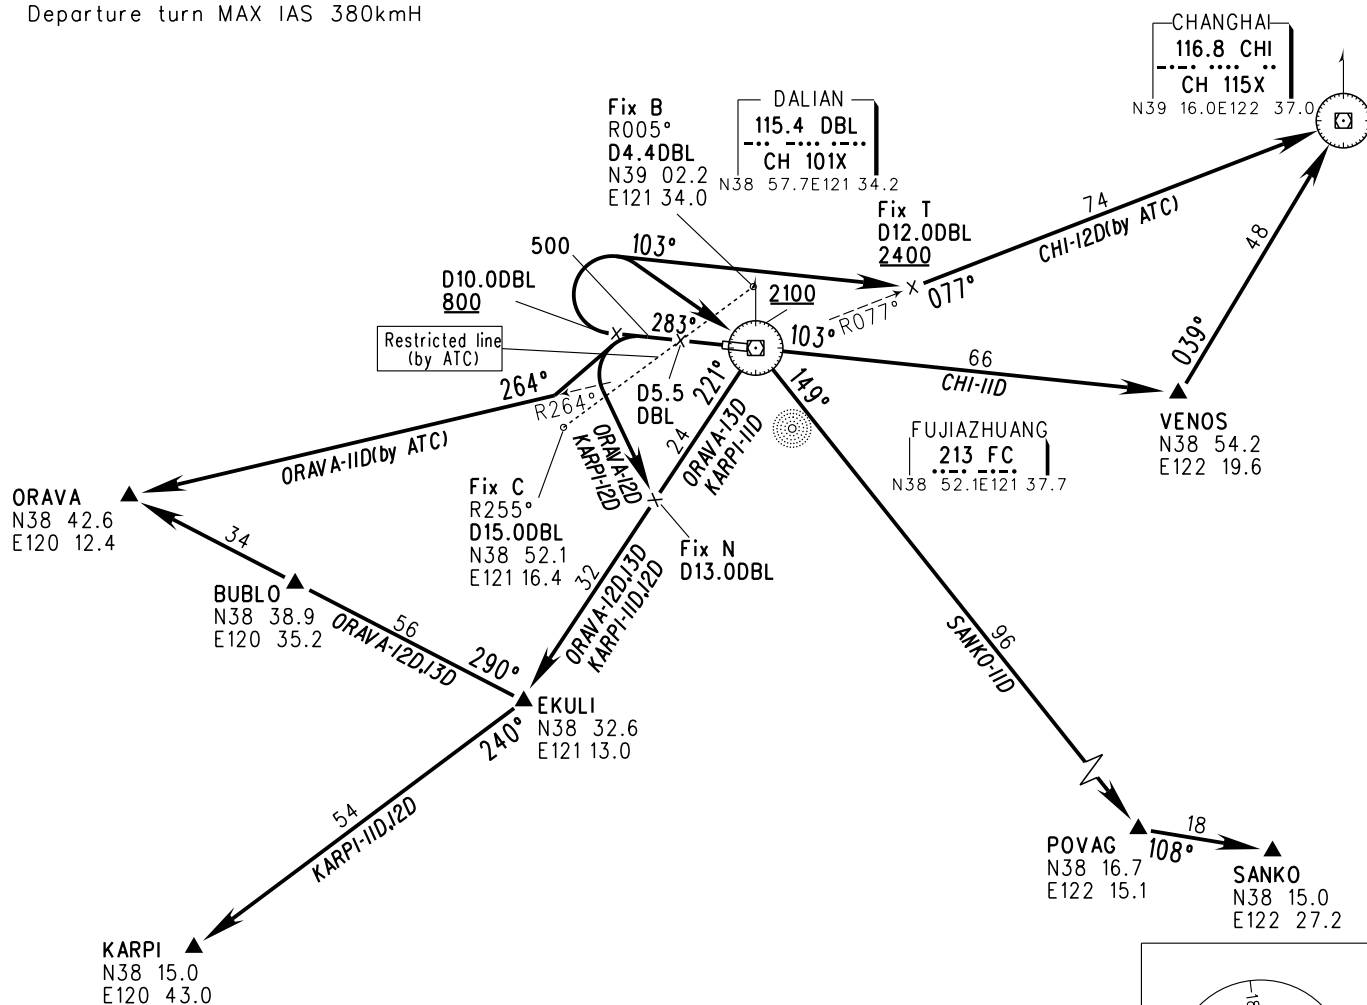 Departure turn MAX IAS 380kmH
CHANGHAI
116.8 CHI
CH 115X
N39 16.0E122 37.0
DALIAN
115.4 DBL
CH 101X
N38 57.7E121 34.2
Fix B
R005°
D4.4DBL
N39 02.2
E121 34.0
Fix T
D12.0DBL
2400
74
CHI-12D(by ATC)
48
500
103°
D10.0DBL
800
2100
077°
R077°
283°
103°
039°
Restricted line
(by ATC)
66
CHI-11D
264°
R264°
D5.5
DBL
221°
149°
VENOS
N38 54.2
E122 19.6
24
ORAVA-13D
KARPI-11D
ORAVA-12D
KARPI-12D
FUJIAZHUANG
213 FC
N38 52.1E121 37.7
ORAVA-11D(by ATC)
ORAVA
N38 42.6
E120 12.4
Fix C
R255°
D15.0DBL
N38 52.1
E121 16.4
Fix N
D13.0DBL
34
32
ORAVA-12D,13D
KARPI-11D,12D
BUBLO
N38 38.9
E120 35.2
56
ORAVA-12D,13D
290°
96
SANKO-11D
EKULI
N38 32.6
E121 13.0
240°
54
KARPI-11D,12D
18
108°
POVAG
N38 16.7
E122 15.1
SANKO
N38 15.0
E122 27.2
KARPI
N38 15.0
E120 43.0